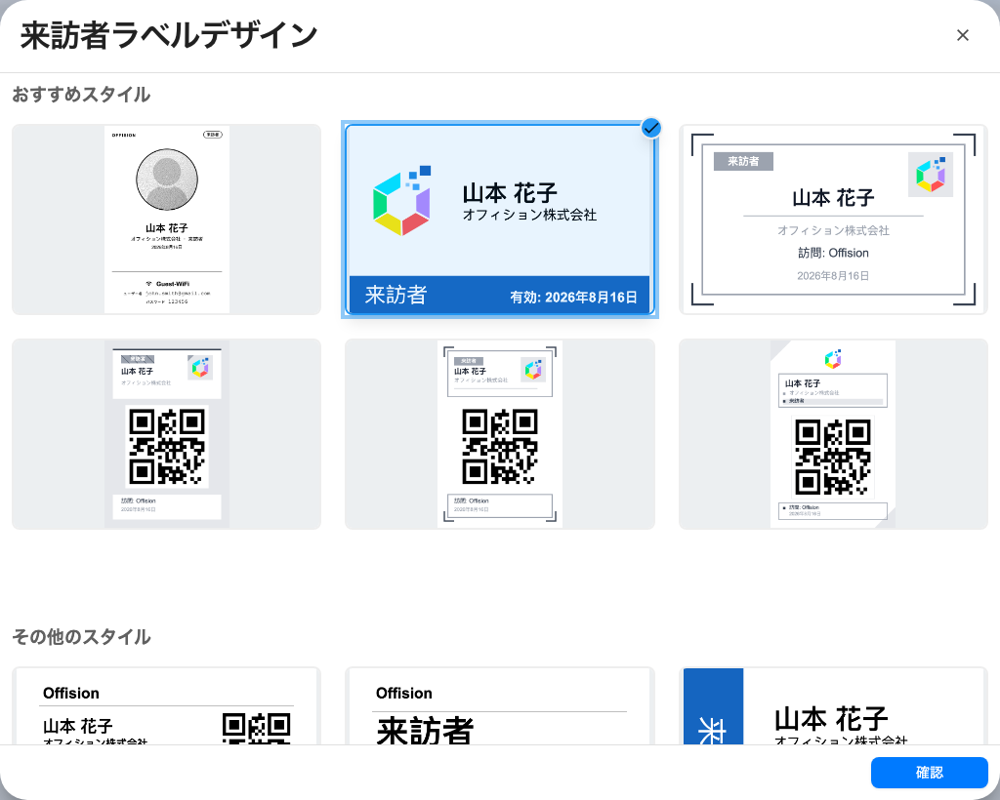 来訪者ラベルデザイン
おすすめスタイル
OFFISION
来訪者
山本 花子
オフィション株式会社 ・ 来訪者
2026年8月16日
Guest-WiFi
ユーザー名 john.smith@gmail.com
パスワード 123456
山本 花子
オフィション株式会社
来訪者
有効: 2026年8月16日
来訪者
山本 花子
オフィション株式会社
訪問: Offision
2026年8月16日
来訪者
山本 花子
オフィション株式会社
訪問: Offision
2026年8月16日
来訪者
山本 花子
オフィション株式会社
訪問: Offision
2026年8月16日
山本 花子
オフィション株式会社
来訪者
訪問: Offision
2026年8月16日
その他のスタイル
Offision
山本 花子
オフィション株式会社
Offision
来訪者
来
山本 花子
オフィション株式会社
確認